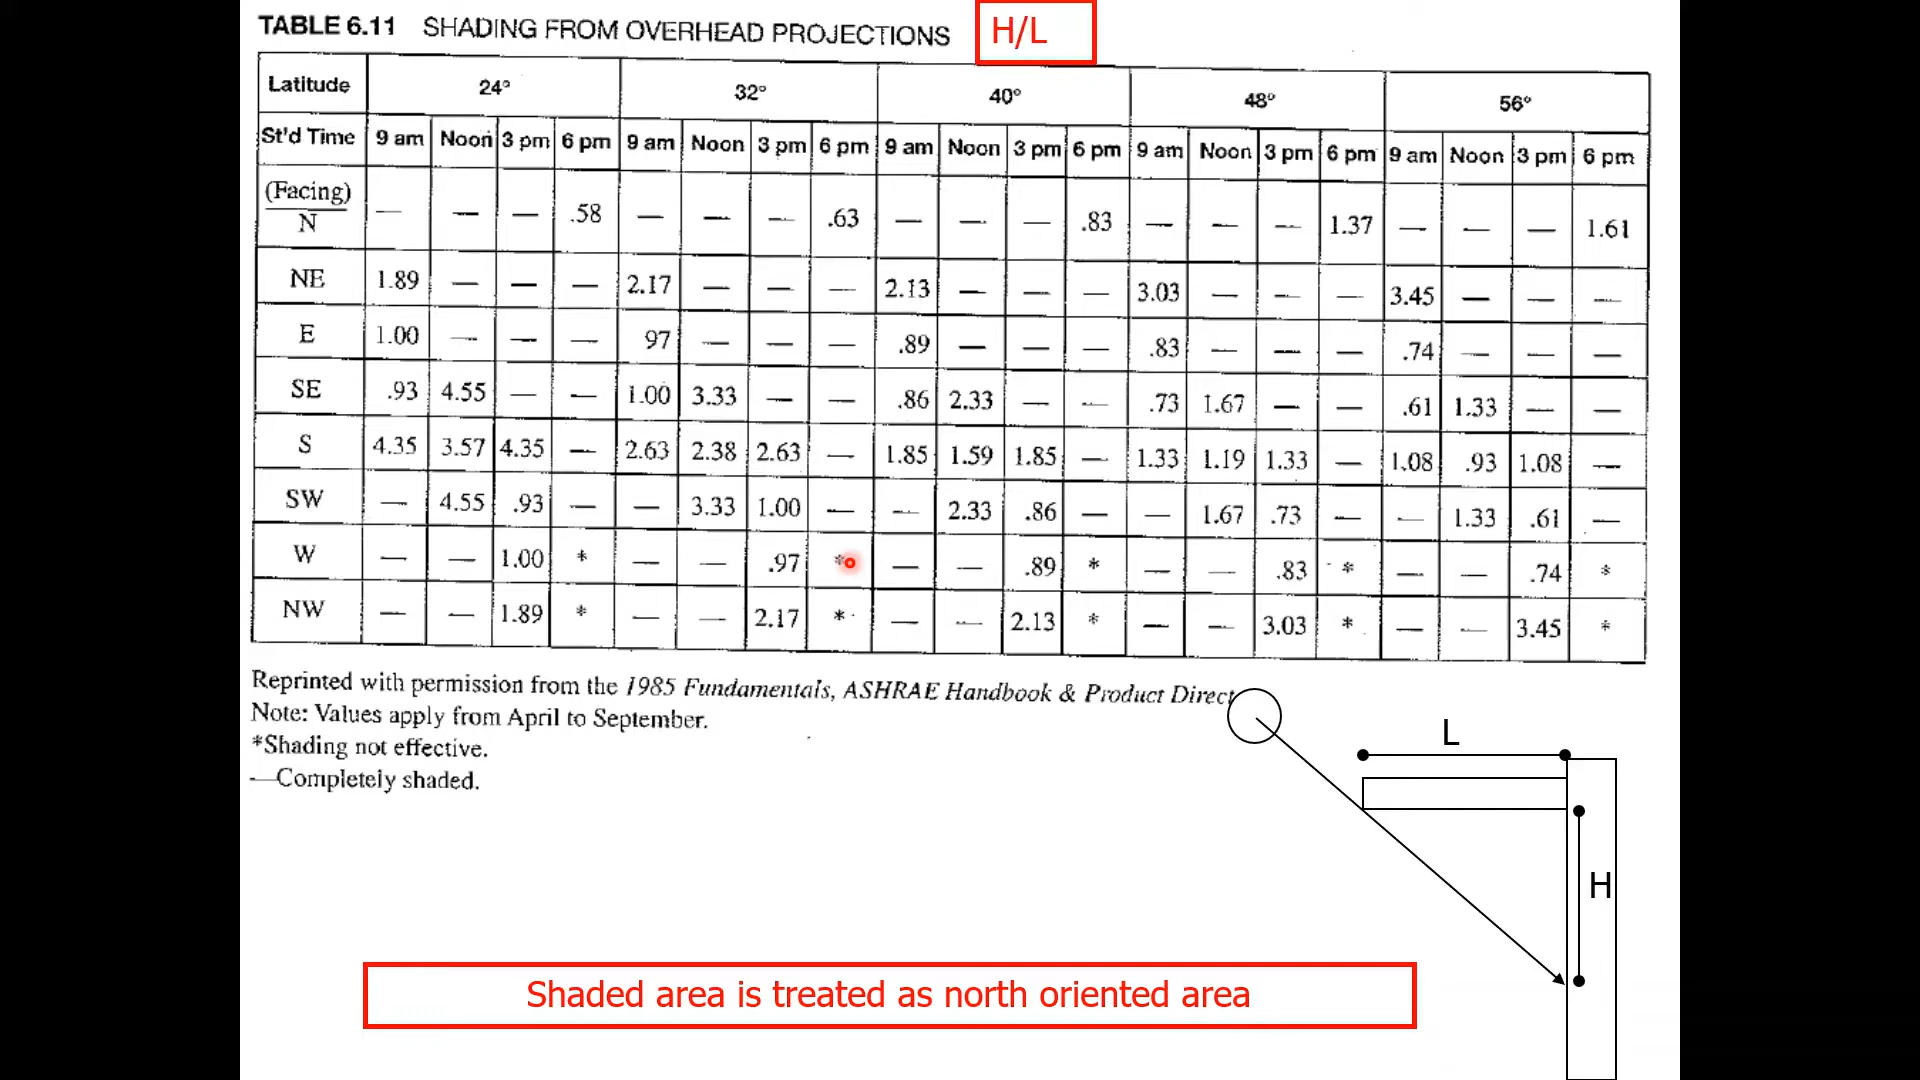 TABLE 6.11 SHADING FROM OVERHEAD PROJECTIONS H/L
Latitude 24° 32° 40° 48° 56°
St'd Time 9 am Noon 3 pm 6 pm 9 am Noon 3 pm 6 pm 9 am Noon 3 pm 6 pm 9 am Noon 3 pm 6 pm 9 am Noon 3 pm 6 pm
(Facing)
N — — — .58 — — — .63 — — — .83 — — — 1.37 — — — 1.61
NE 1.89 — — — 2.17 — — — 2.13 — — — 3.03 — — — 3.45 — — —
E 1.00 — — — 97 — — — .89 — — — .83 — — — .74 — — —
SE .93 4.55 — — 1.00 3.33 — — .86 2.33 — — .73 1.67 — — .61 1.33 — —
S 4.35 3.57 4.35 — 2.63 2.38 2.63 — 1.85 1.59 1.85 — 1.33 1.19 1.33 — 1.08 .93 1.08 —
SW — 4.55 .93 — — 3.33 1.00 — — 2.33 .86 — — 1.67 .73 — — 1.33 .61 —
W — — 1.00 * — — .97 * — — .89 * — — .83 * — — .74 *
NW — — 1.89 * — — 2.17 * — — 2.13 * — — 3.03 * — — 3.45 *
Reprinted with permission from the 1985 Fundamentals, ASHRAE Handbook & Product Direct
Note: Values apply from April to September.
*Shading not effective.
—Completely shaded.
L
H
Shaded area is treated as north oriented area